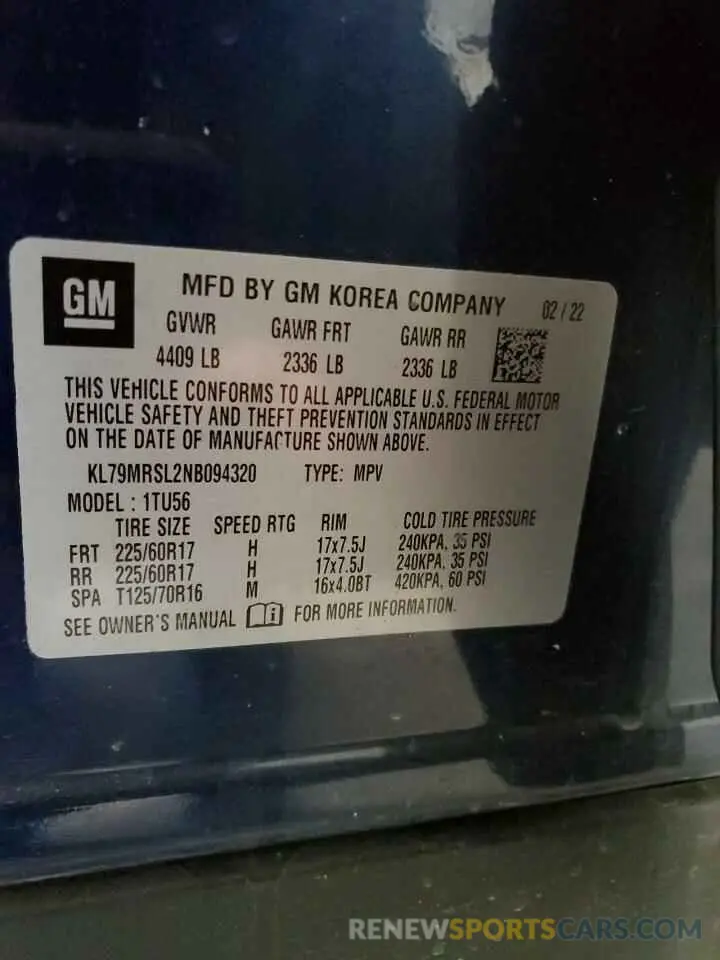 GM
MFD BY GM KOREA COMPANY 02 / 22
GVWR GAWR FRT GAWR RR
4409 LB 2336 LB 2336 LB
THIS VEHICLE CONFORMS TO ALL APPLICABLE U.S. FEDERAL MOTOR
VEHICLE SAFETY AND THEFT PREVENTION STANDARDS IN EFFECT
ON THE DATE OF MANUFACTURE SHOWN ABOVE.
KL79MRSL2NB094320 TYPE: MPV
MODEL : 1TU56
TIRE SIZE SPEED RTG RIM COLD TIRE PRESSURE
FRT 225/60R17 H 17x7.5J 240KPA, 35 PSI
RR 225/60R17 H 17x7.5J 240KPA, 35 PSI
SPA T125/70R16 M 16x4.0BT 420KPA, 60 PSI
SEE OWNER'S MANUAL i FOR MORE INFORMATION.
RENEWSPORTSCARS.COM